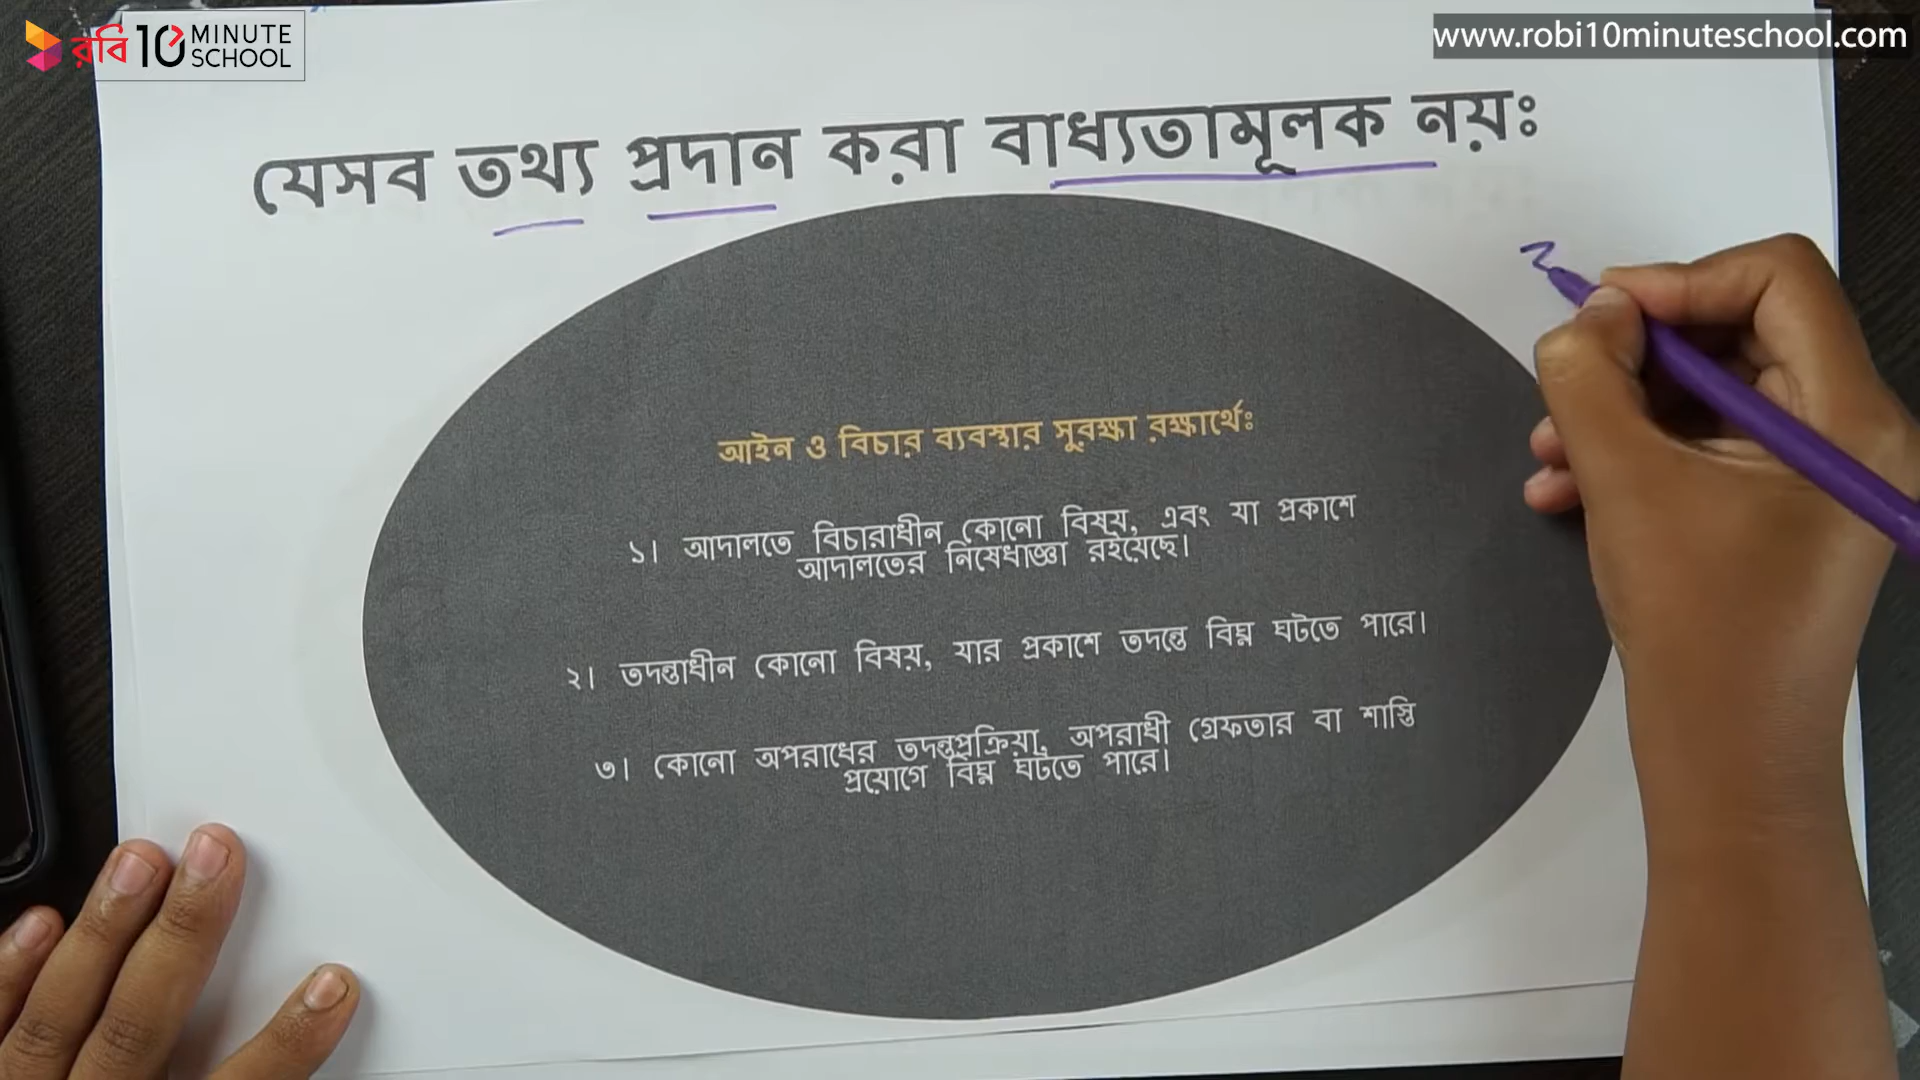 রবি 10 MINUTE SCHOOL
www.robi10minuteschool.com
যেসব তথ্য প্রদান করা বাধ্যতামূলক নয়ঃ
আইন ও বিচার ব্যবস্থার সুরক্ষা রক্ষার্থেঃ
১। আদালতে বিচারাধীন কোনো বিষয়, এবং যা প্রকাশে
আদালতের নিষেধাজ্ঞা রইয়েছে।
২। তদন্তাধীন কোনো বিষয়, যার প্রকাশে তদন্তে বিঘ্ন ঘটতে পারে।
৩। কোনো অপরাধের তদন্তপ্রক্রিয়া, অপরাধী গ্রেফতার বা শাস্তি
প্রয়োগে বিঘ্ন ঘটতে পারে।